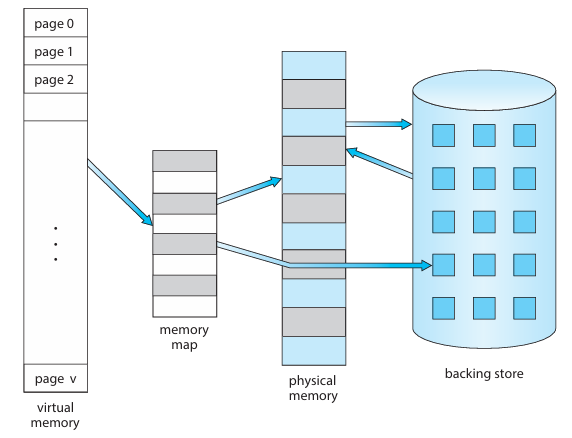 page 0
page 1
page 2
page v
virtual
memory
memory
map
physical
memory
backing store